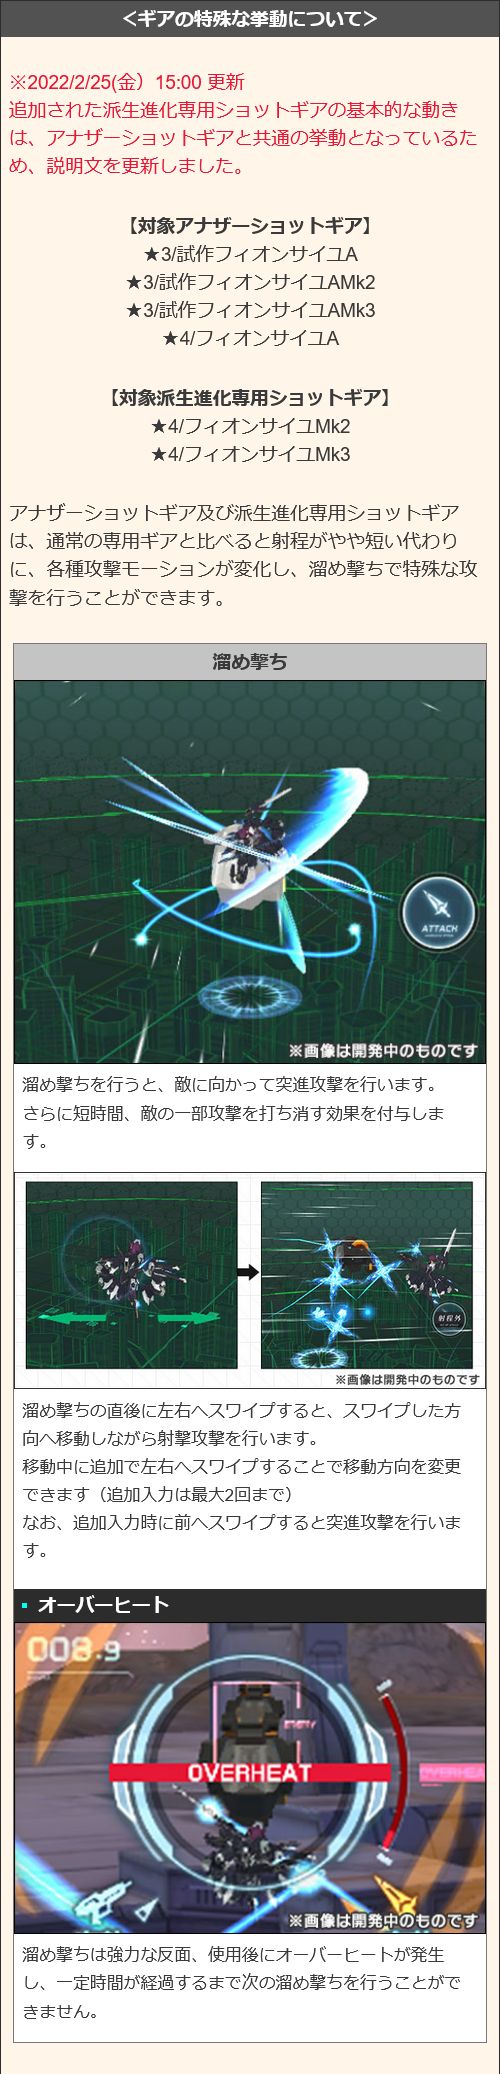 ＜ギアの特殊な挙動について＞
※2022/2/25(金）15:00 更新
追加された派生進化専用ショットギアの基本的な動き
は、アナザーショットギアと共通の挙動となっているた
め、説明文を更新しました。
【対象アナザーショットギア】
★3/試作フィオンサイユA
★3/試作フィオンサイユAMk2
★3/試作フィオンサイユAMk3
★4/フィオンサイユA
【対象派生進化専用ショットギア】
★4/フィオンサイユMk2
★4/フィオンサイユMk3
アナザーショットギア及び派生進化専用ショットギア
は、通常の専用ギアと比べると射程がやや短い代わり
に、各種攻撃モーションが変化し、溜め撃ちで特殊な攻
撃を行うことができます。
溜め撃ち
ATTACH
※画像は開発中のものです
溜め撃ちを行うと、敵に向かって突進攻撃を行います。
さらに短時間、敵の一部攻撃を打ち消す効果を付与しま
す。
射程外
※画像は開発中のものです
溜め撃ちの直後に左右へスワイプすると、スワイプした方
向へ移動しながら射撃攻撃を行います。
移動中に追加で左右へスワイプすることで移動方向を変更
できます（追加入力は最大2回まで）
なお、追加入力時に前へスワイプすると突進攻撃を行いま
す。
オーバーヒート
008.9
OVERHEAT
OVERHEA
※画像は開発中のものです
溜め撃ちは強力な反面、使用後にオーバーヒートが発生
し、一定時間が経過するまで次の溜め撃ちを行うことがで
きません。